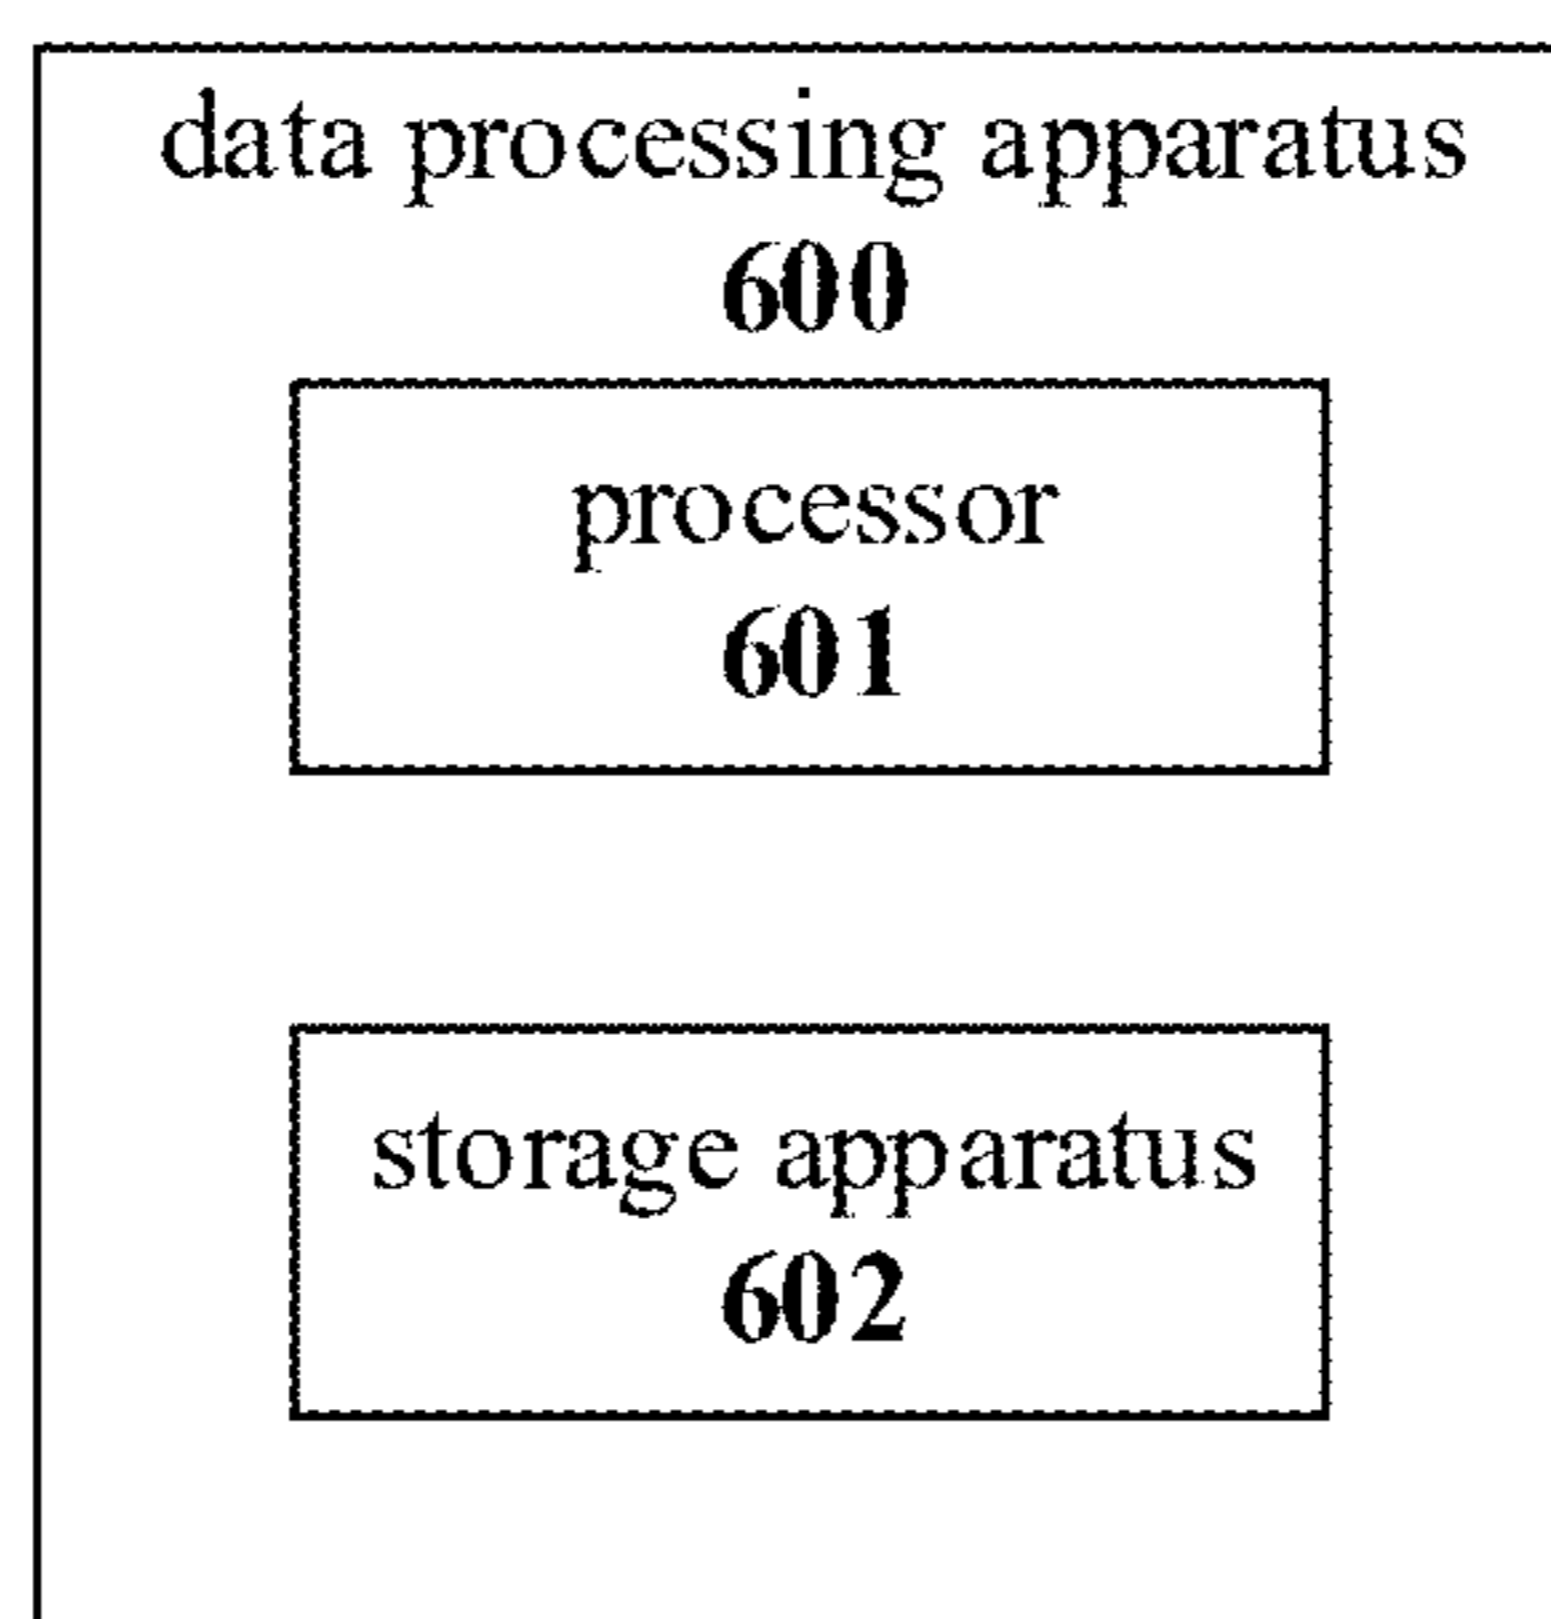 data processing apparatus
600
processor
601
storage apparatus
602